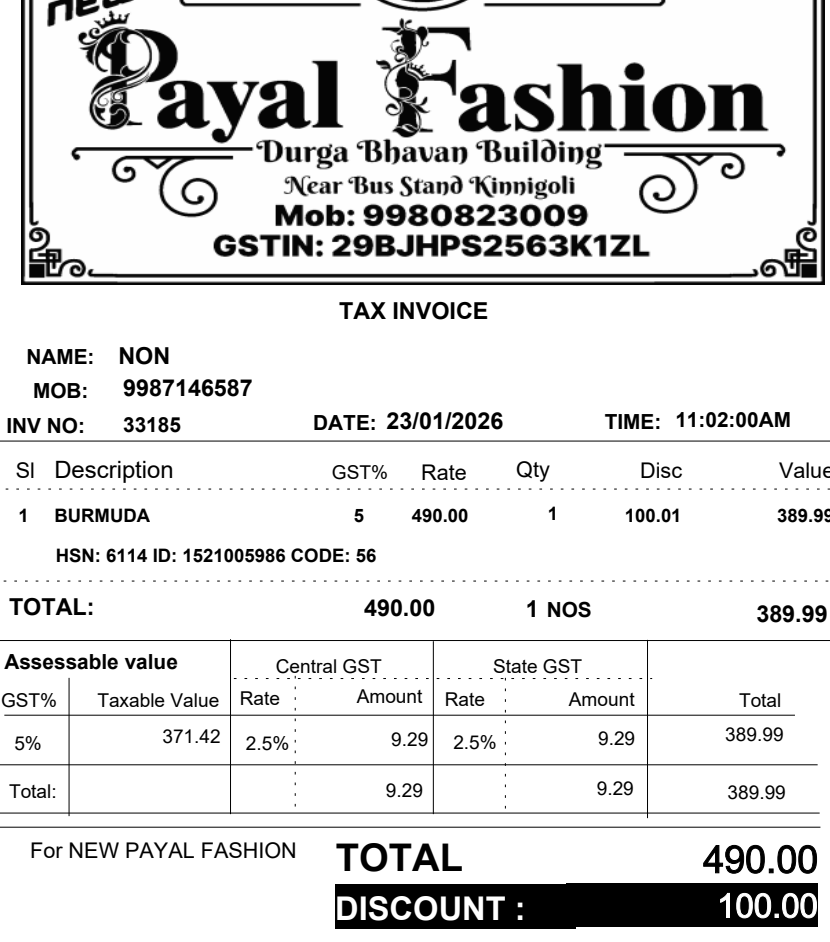 new
Payal Fashion
Durga Bhavan Building
Near Bus Stand Kinnigoli
Mob: 9980823009
GSTIN: 29BJHPS2563K1ZL
TAX INVOICE
NAME: NON
MOB: 9987146587
INV NO: 33185 DATE: 23/01/2026 TIME: 11:02:00AM
Sl Description GST% Rate Qty Disc Value
1 BURMUDA 5 490.00 1 100.01 389.99
HSN: 6114 ID: 1521005986 CODE: 56
TOTAL: 490.00 1 NOS 389.99
Assessable value Central GST State GST
GST% Taxable Value Rate Amount Rate Amount Total
5% 371.42 2.5% 9.29 2.5% 9.29 389.99
Total: 9.29 9.29 389.99
For NEW PAYAL FASHION TOTAL 490.00
DISCOUNT : 100.00